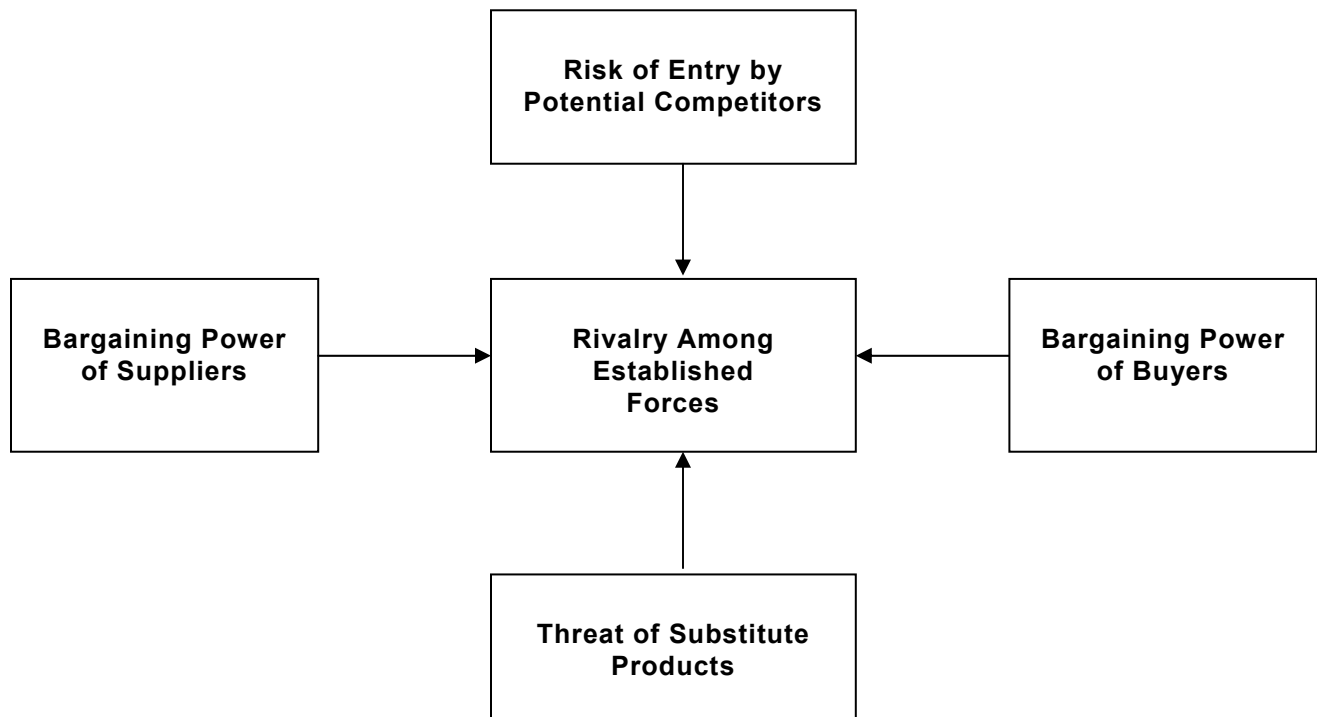 Risk of Entry by
Potential Competitors
Bargaining Power
of Suppliers
Rivalry Among
Established
Forces
Bargaining Power
of Buyers
Threat of Substitute
Products